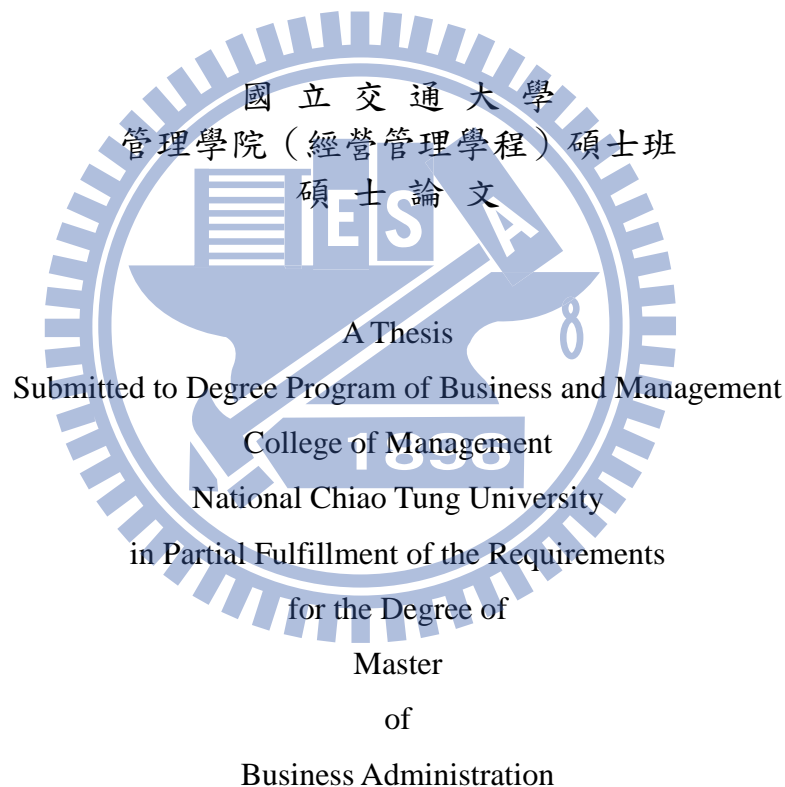 國立交通大學
管理學院（經營管理學程）碩士班
碩士論文
E S A
8
A Thesis
Submitted to Degree Program of Business and Management
College of Management
1896
National Chiao Tung University
in Partial Fulfillment of the Requirements
for the Degree of
Master
of
Business Administration